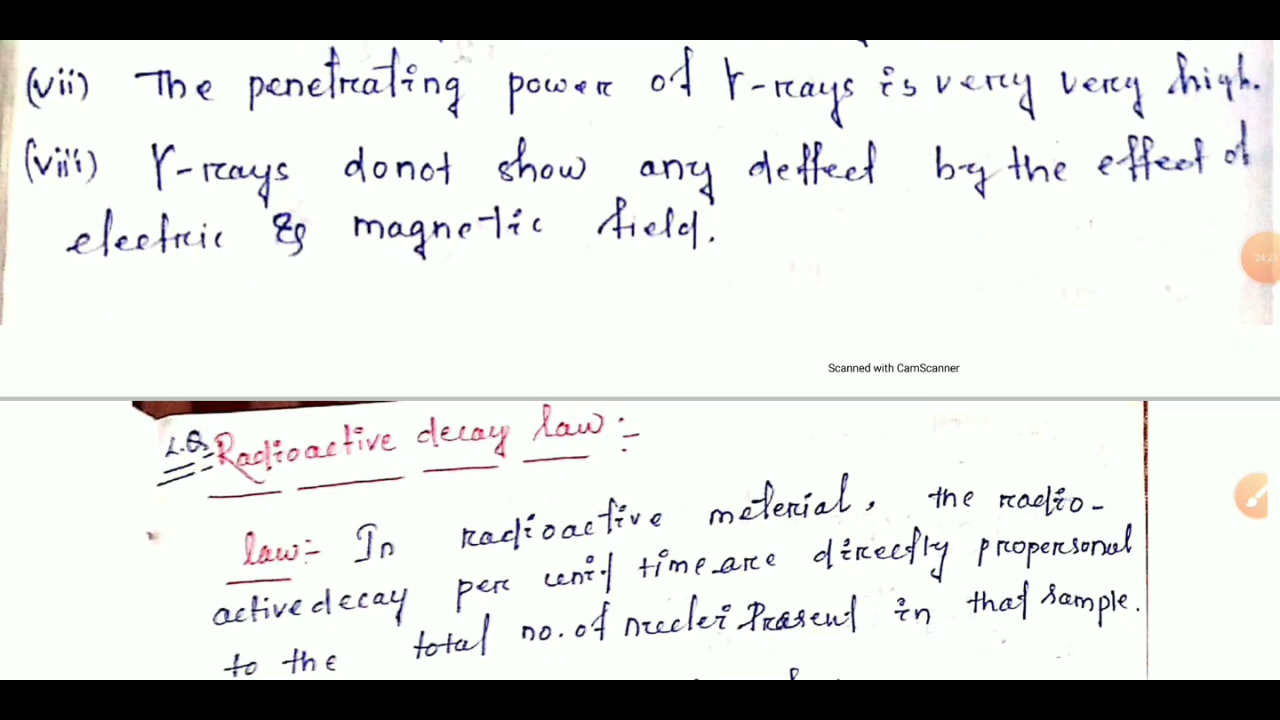 (vii) The penetrating power of γ-rays is very very high.
(viii) γ-rays donot show any deffect by the effect of
electric & magnetic field.
24:21
Scanned with CamScanner
L.Q. Radioactive decay law :-
law:- In radioactive meterial, the radio-
active decay per unit time are directly propersonal
to the total no. of nuclei Present in that sample.